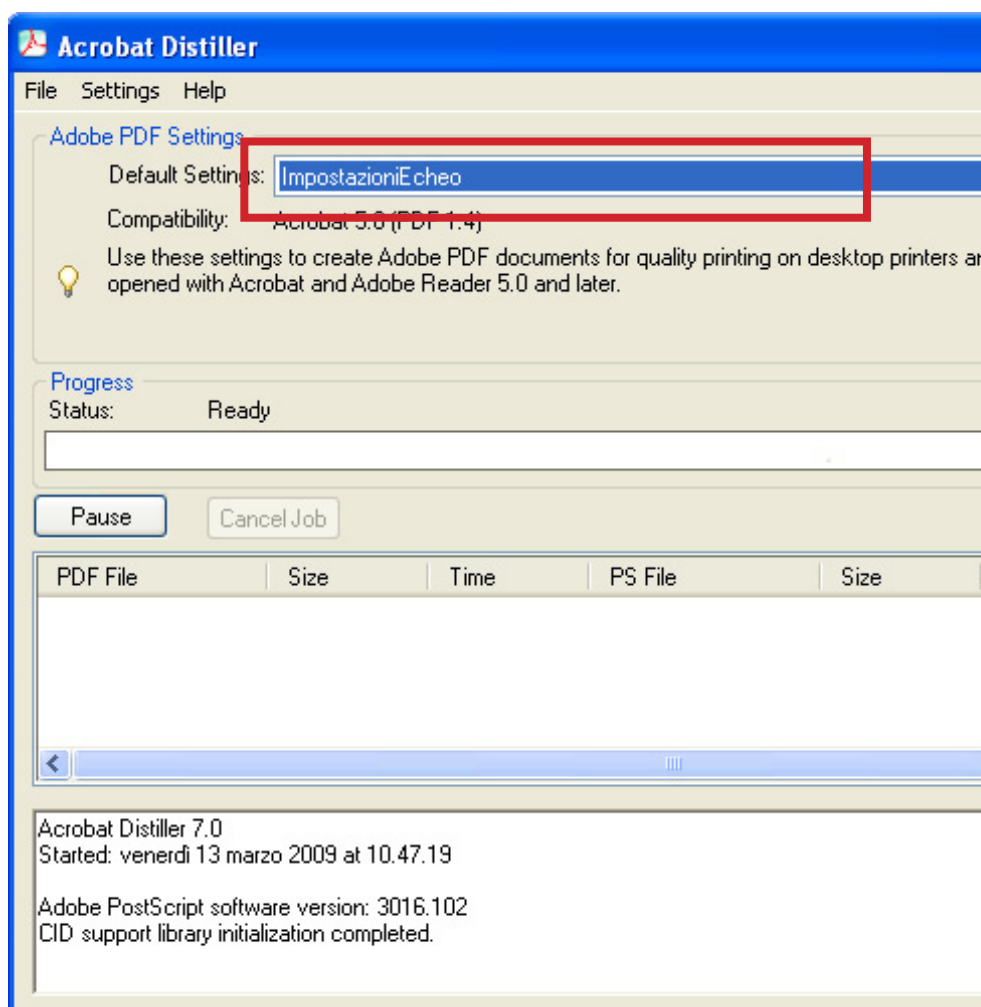 Acrobat Distiller
File Settings Help
Adobe PDF Settings
Default Settings: ImpostazioniEcheo
Compatibility: Acrobat 5.0 (PDF 1.4)
Use these settings to create Adobe PDF documents for quality printing on desktop printers
opened with Acrobat and Adobe Reader 5.0 and later.
Progress
Status: Ready
Pause Cancel Job
PDF File Size Time PS File Size
Acrobat Distiller 7.0
Started: venerdì 13 marzo 2009 at 10.47.19
Adobe PostScript software version: 3016.102
CID support library initialization completed.